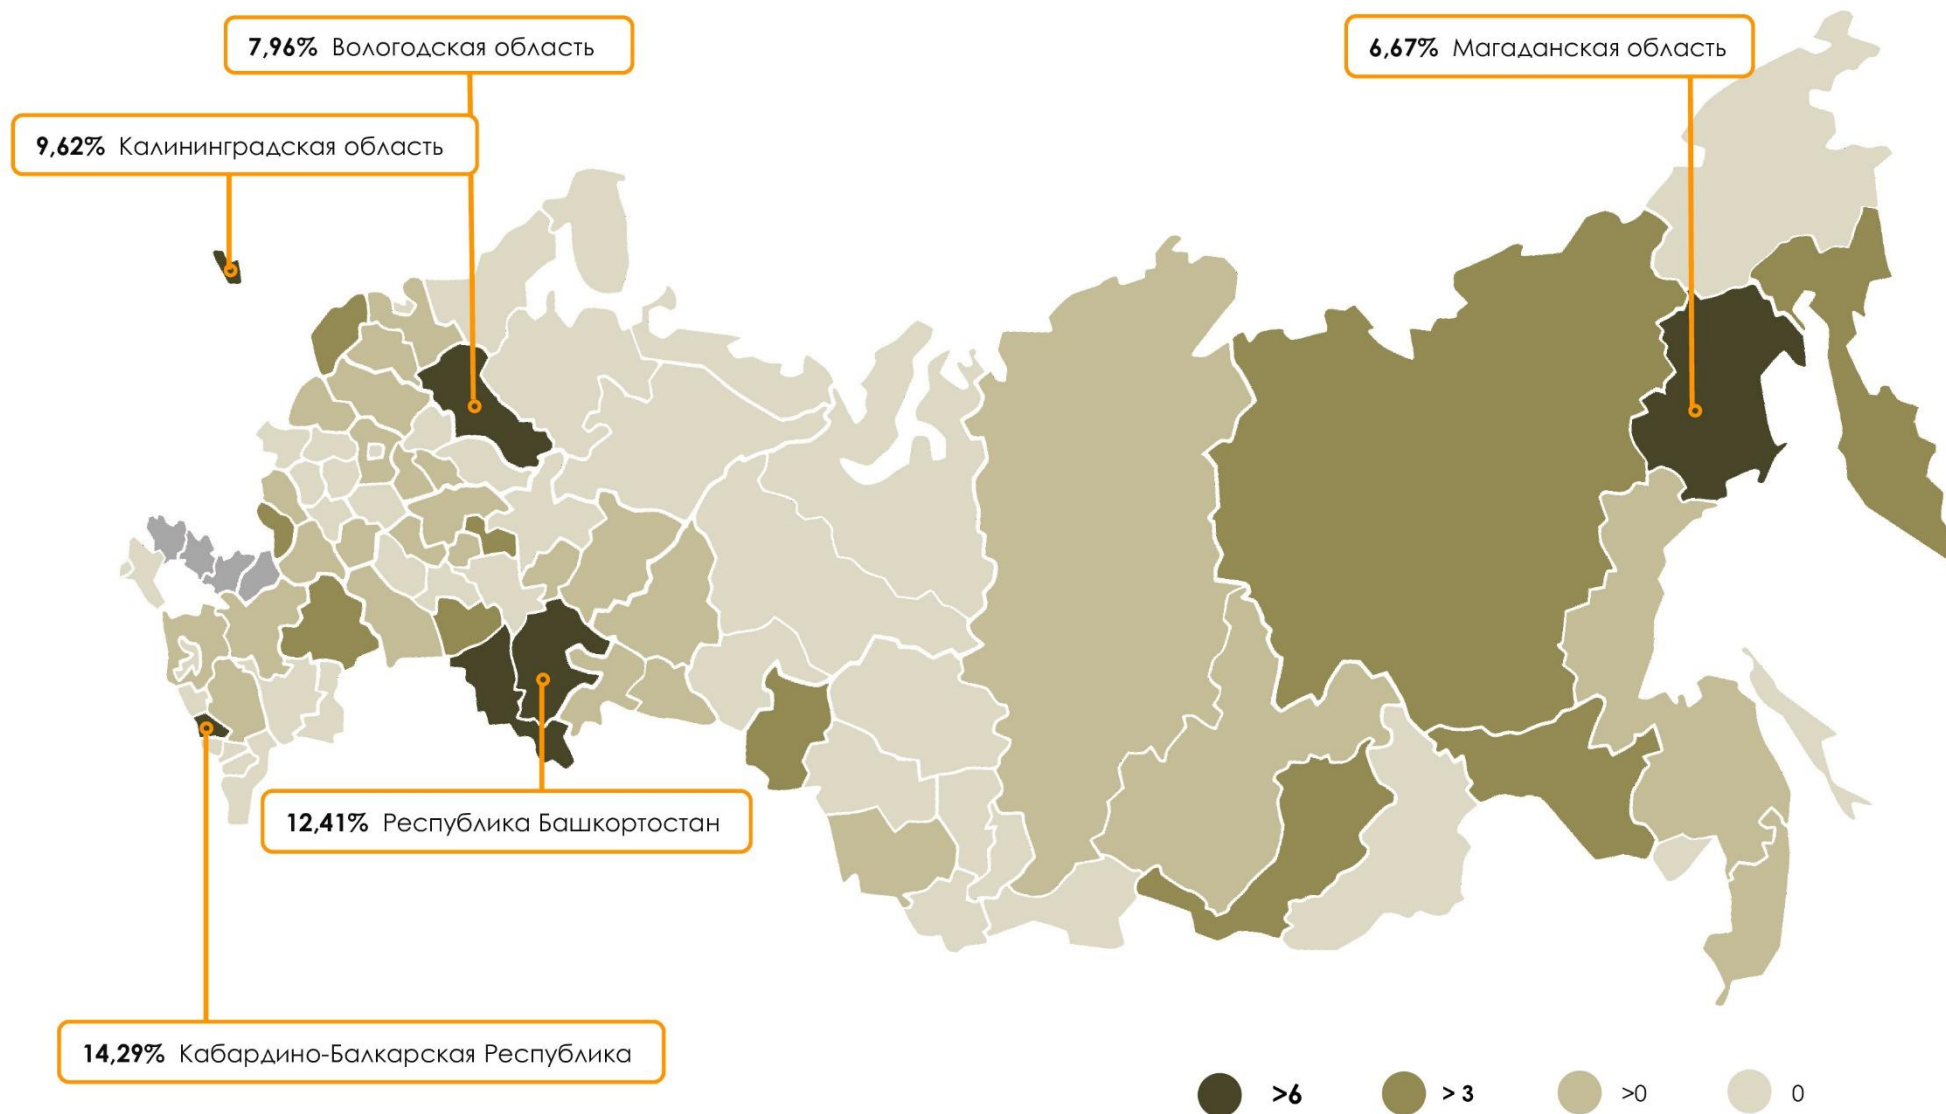 7,96% Вологодская область
6,67% Магаданская область
9,62% Калининградская область
12,41% Республика Башкортостан
14,29% Кабардино-Балкарская Республика
>6
> 3
>0
0